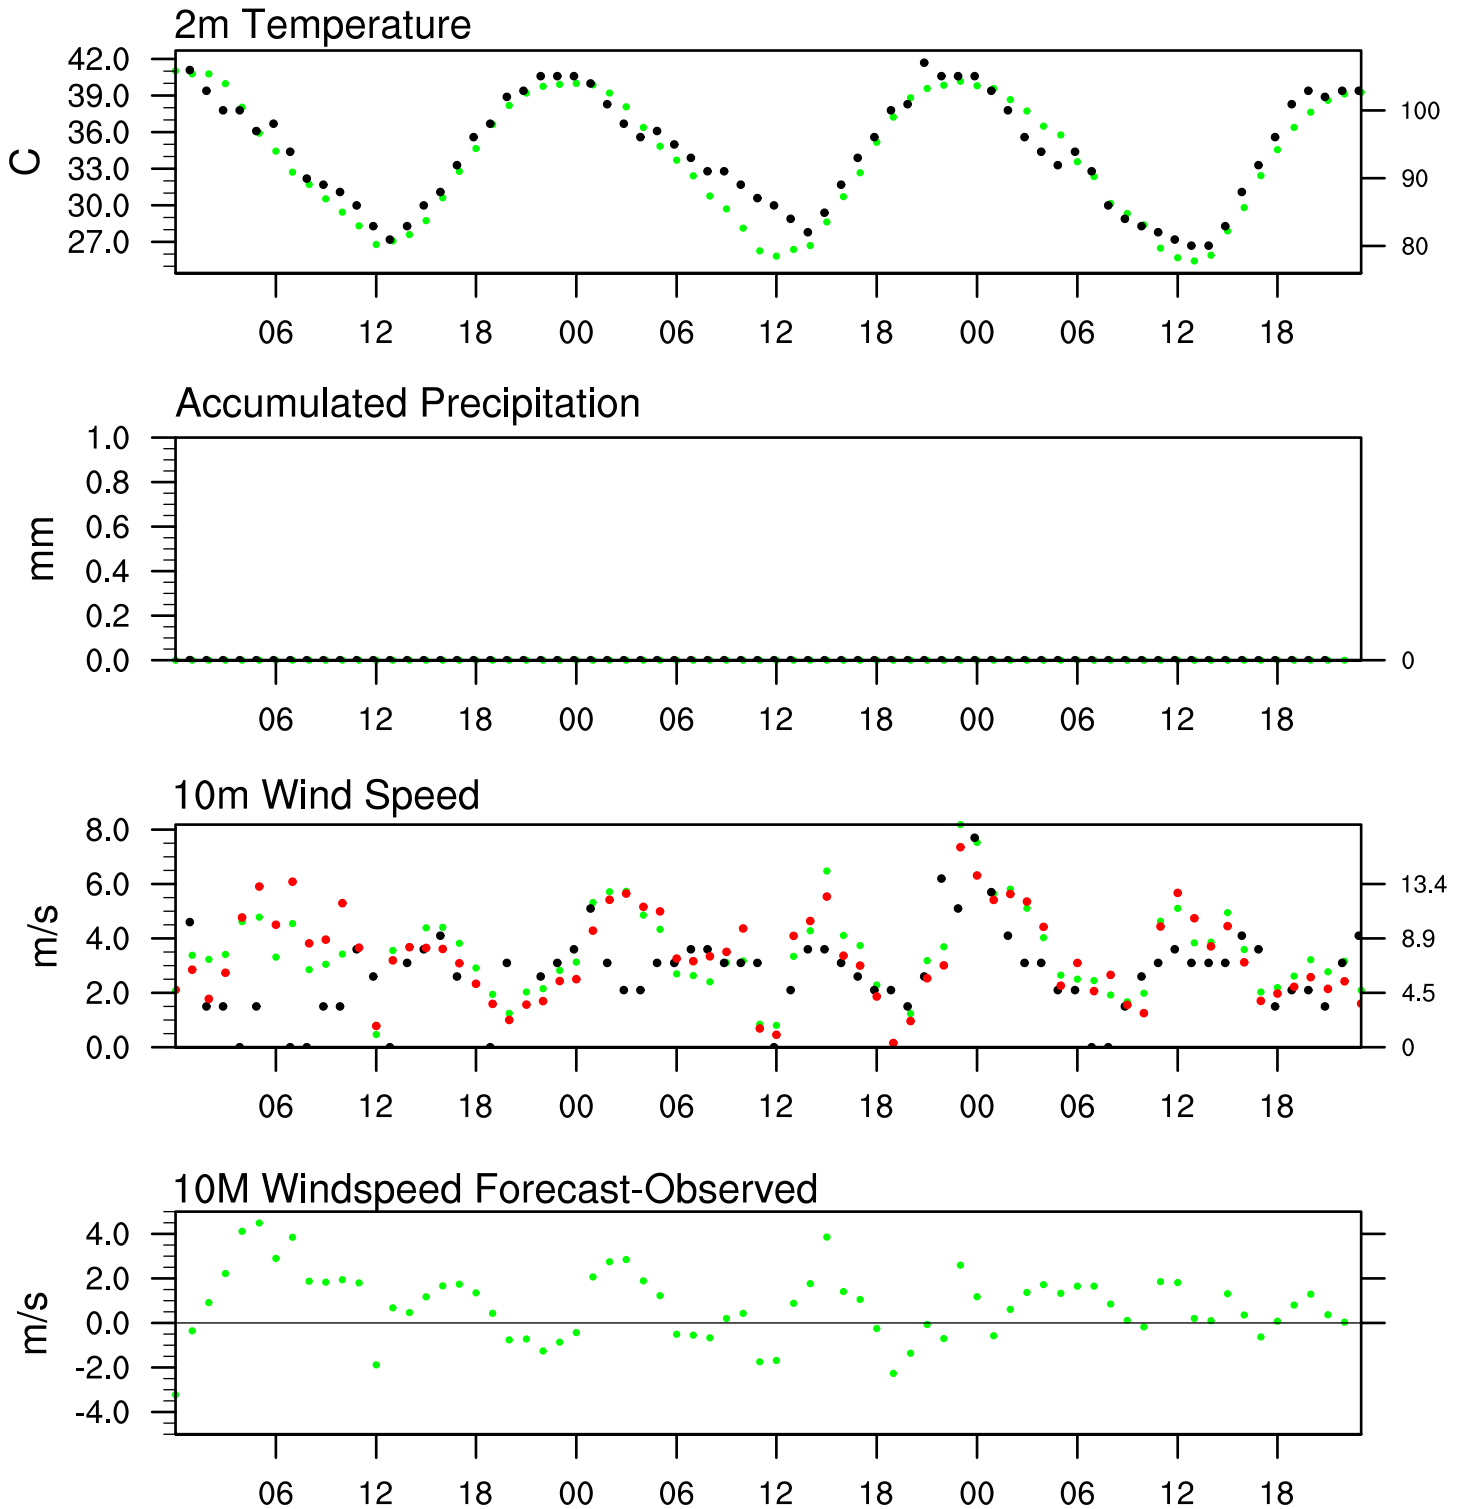 2m Temperature
42.0
39.0
36.0
33.0
30.0
27.0
C
100
90
80
06 12 18 00 06 12 18 00 06 12 18
Accumulated Precipitation
1.0
0.8
0.6
0.4
0.2
0.0
mm
0
06 12 18 00 06 12 18 00 06 12 18
10m Wind Speed
8.0
6.0
4.0
2.0
0.0
m/s
13.4
8.9
4.5
0
06 12 18 00 06 12 18 00 06 12 18
10M Windspeed Forecast-Observed
4.0
2.0
0.0
-2.0
-4.0
m/s
06 12 18 00 06 12 18 00 06 12 18